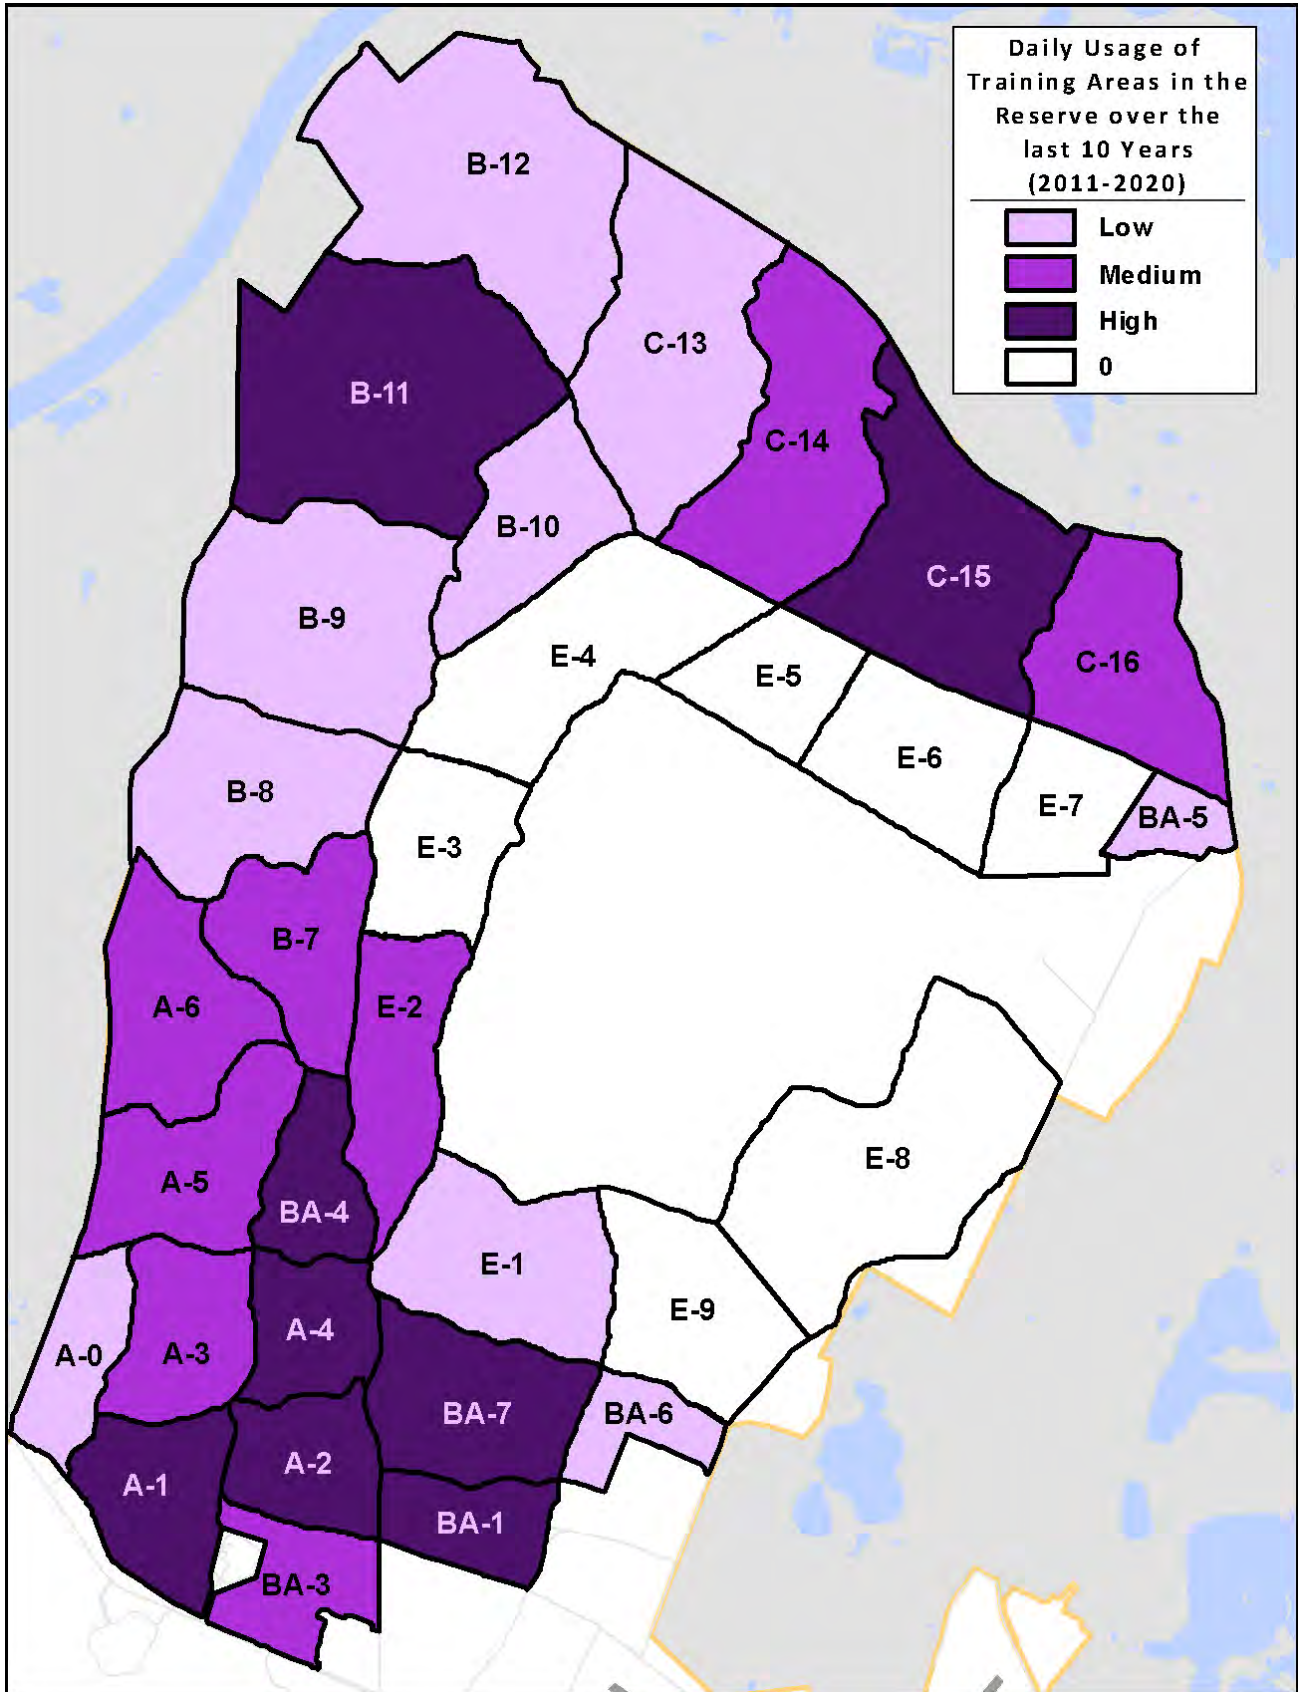 Daily Usage of
Training Areas in the
Reserve over the
last 10 Years
(2011-2020)
Low
Medium
High
0
B-12
C-13
B-11
C-14
B-10
C-15
B-9
E-4
C-16
E-5
E-6
B-8
E-7
BA-5
E-3
B-7
A-6
E-2
E-8
A-5
BA-4
E-1
E-9
A-4
A-0
A-3
BA-7
BA-6
A-2
A-1
BA-1
BA-3